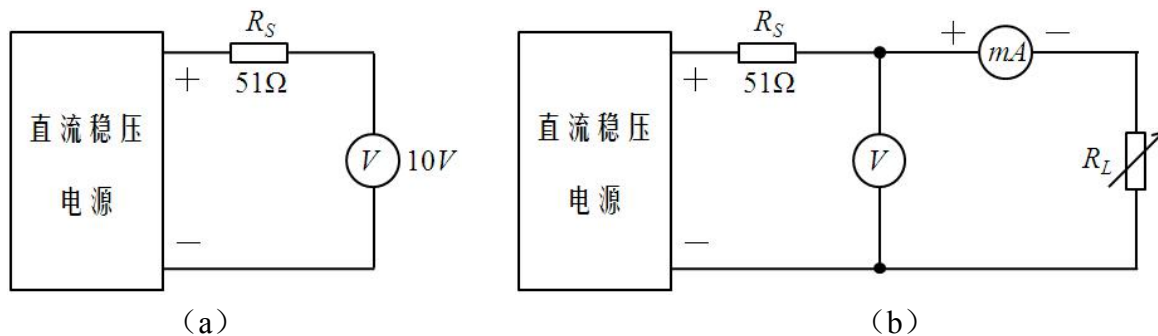 R_S
51Ω
+
直流稳压
电源
V 10V
−
（a）
R_S
51Ω
+
+ mA −
直流稳压
电源
V
R_L
−
（b）